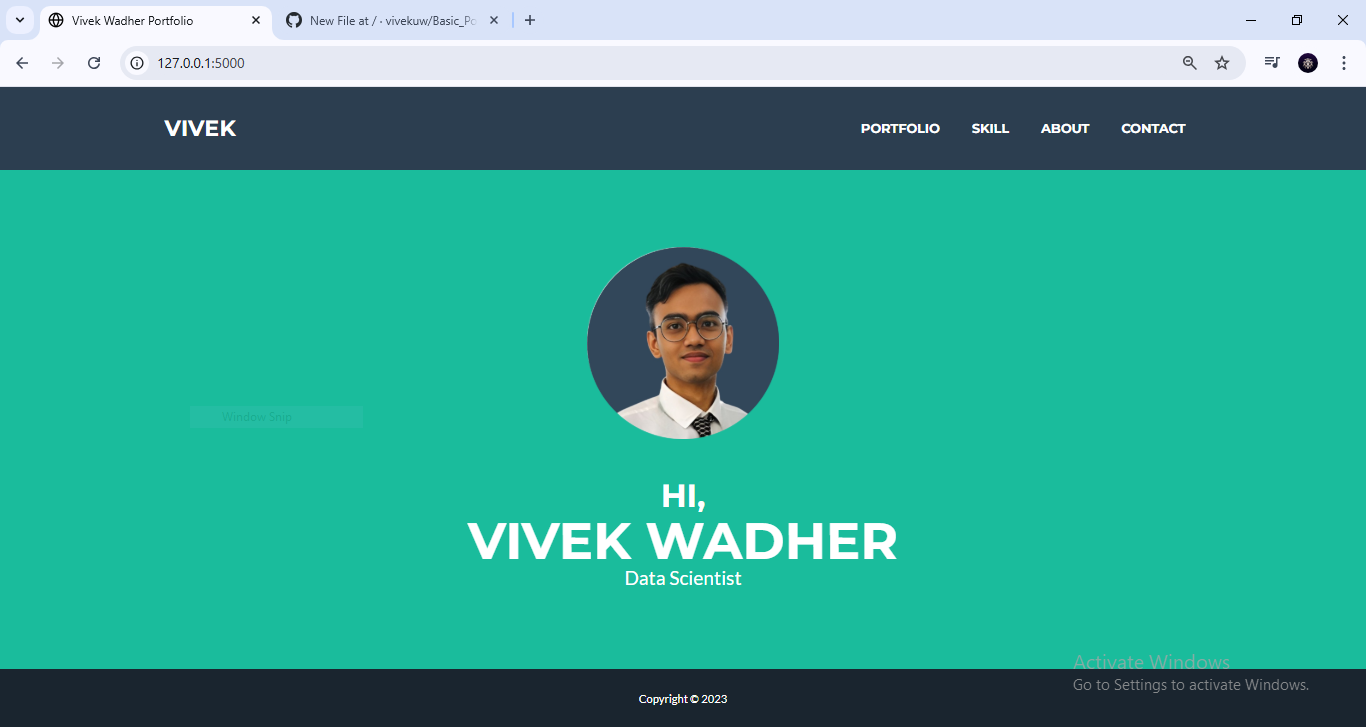 Vivek Wadher Portfolio
New File at / · vivekuw/Basic_Po
127.0.0.1:5000
VIVEK
PORTFOLIO SKILL ABOUT CONTACT
Window Snip
HI,
VIVEK WADHER
Data Scientist
Activate Windows
Go to Settings to activate Windows.
Copyright © 2023